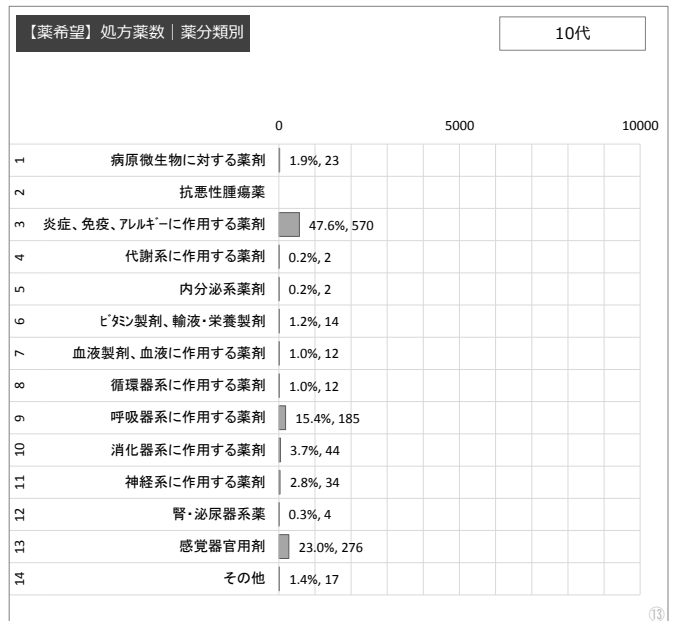 【薬希望】処方薬数｜薬分類別
10代
0 5000 10000
1 病原微生物に対する薬剤 1.9%, 23
2 抗悪性腫瘍薬
3 炎症、免疫、ｱﾚﾙｷﾞｰに作用する薬剤 47.6%, 570
4 代謝系に作用する薬剤 0.2%, 2
5 内分泌系薬剤 0.2%, 2
6 ﾋﾞﾀﾐﾝ製剤、輸液・栄養製剤 1.2%, 14
7 血液製剤、血液に作用する薬剤 1.0%, 12
8 循環器系に作用する薬剤 1.0%, 12
9 呼吸器系に作用する薬剤 15.4%, 185
10 消化器系に作用する薬剤 3.7%, 44
11 神経系に作用する薬剤 2.8%, 34
12 腎・泌尿器系薬 0.3%, 4
13 感覚器官用剤 23.0%, 276
14 その他 1.4%, 17
⑬